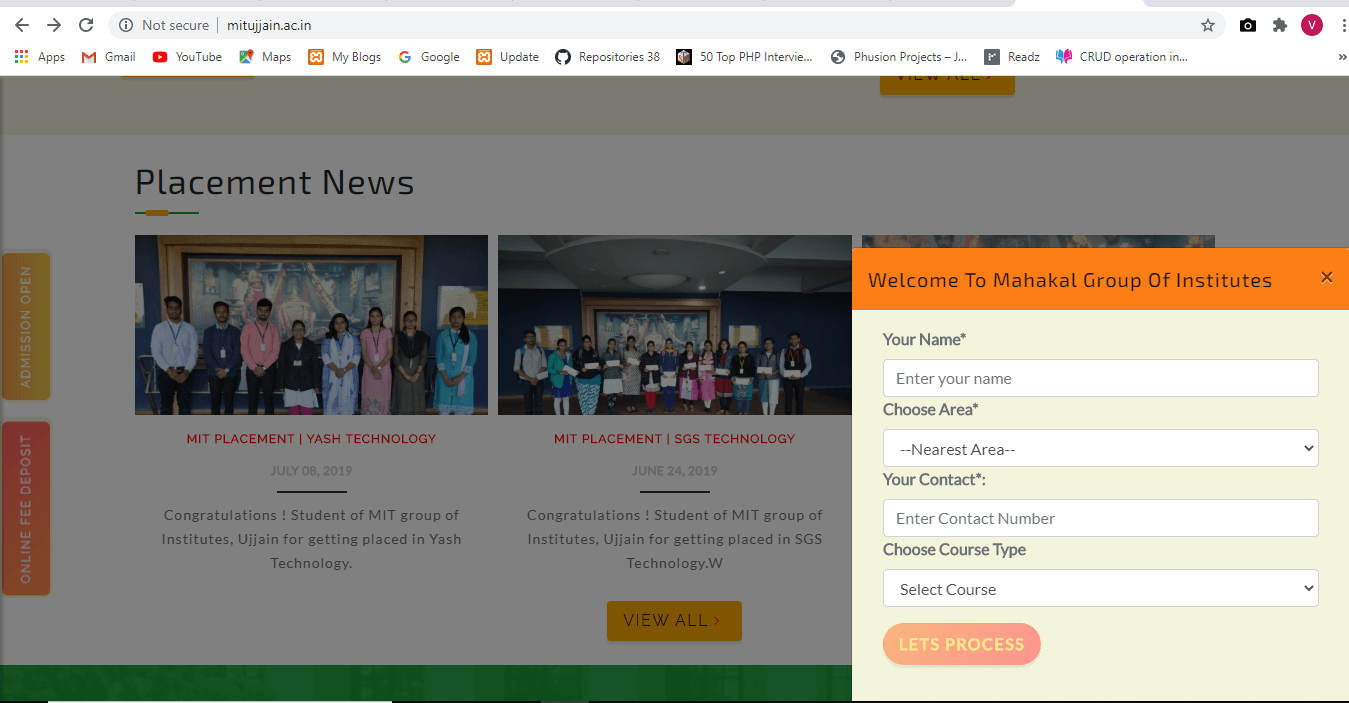 Not secure
mitujjain.ac.in
V
Apps
Gmail
YouTube
Maps
My Blogs
Google
Update
Repositories 38
50 Top PHP Intervie...
Phusion Projects – J...
Readz
CRUD operation in...
»
VIEW ALL >
Placement News
ADMISSION OPEN
ONLINE FEE DEPOSIT
MIT PLACEMENT | YASH TECHNOLOGY
JULY 08, 2019
Congratulations ! Student of MIT group of
Institutes, Ujjain for getting placed in Yash
Technology.
MIT PLACEMENT | SGS TECHNOLOGY
JUNE 24, 2019
Congratulations ! Student of MIT group of
Institutes, Ujjain for getting placed in SGS
Technology.W
VIEW ALL >
Welcome To Mahakal Group Of Institutes
×
Your Name*
Enter your name
Choose Area*
--Nearest Area--
Your Contact*:
Enter Contact Number
Choose Course Type
Select Course
LETS PROCESS